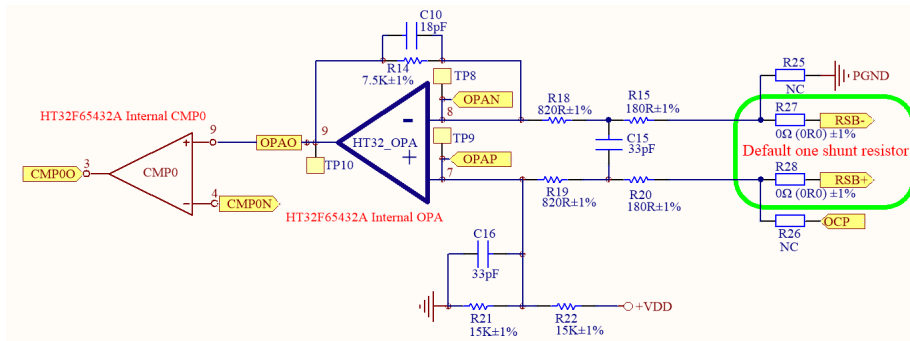 C10
18pF
R14
7.5K±1%
TP8
OPAN
HT32F65432A Internal CMP0
9
OPAO
9
8
HT32_OPA
-
+
TP9
OPAP
7
TP10
CMP0O
3
CMP0
+
-
4
CMP0N
HT32F65432A Internal OPA
R18
820R±1%
R15
180R±1%
C15
33pF
R19
820R±1%
R20
180R±1%
R25
NC
PGND
R27
RSB-
0Ω (0R0) ±1%
Default one shunt resistor
R28
RSB+
0Ω (0R0) ±1%
R26
NC
OCP
C16
33pF
R21
15K±1%
R22
15K±1%
+VDD